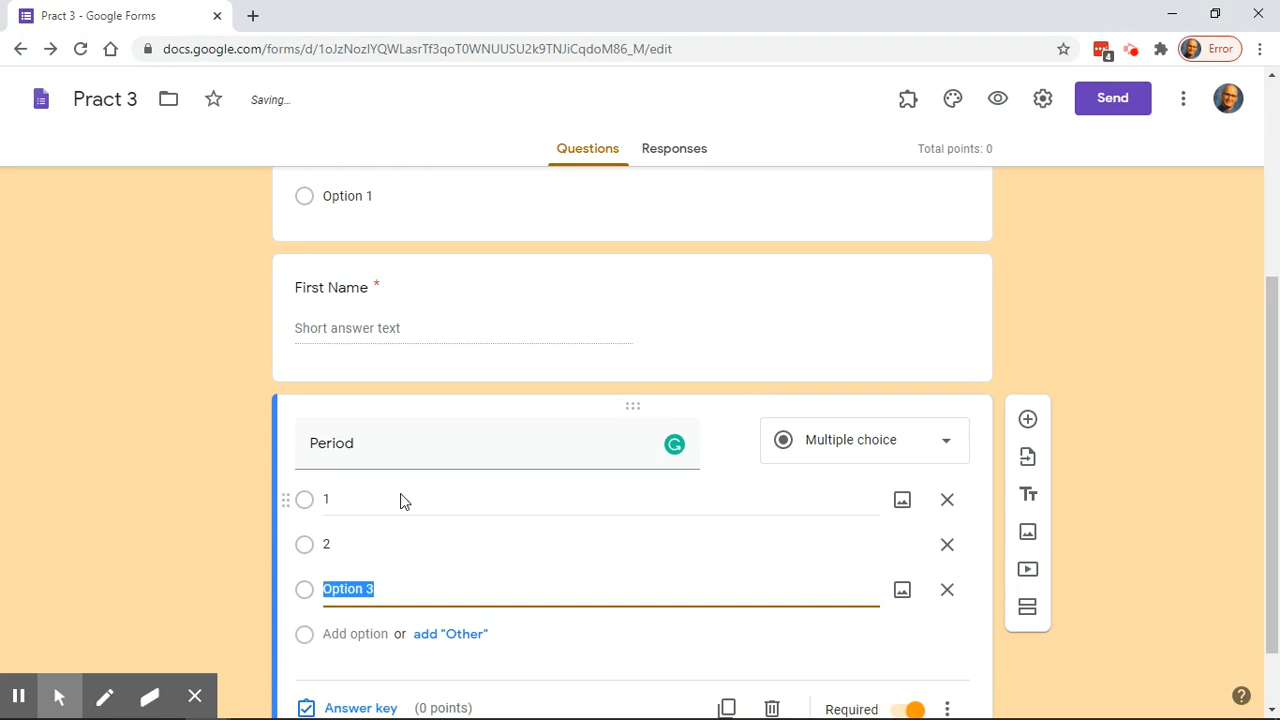 Pract 3 - Google Forms
docs.google.com/forms/d/1oJzNozlYQWLasrTf3qoT0WNUUSU2k9TNJiCqdoM86_M/edit
4
Error
Pract 3
Saving...
Send
Questions
Responses
Total points: 0
Option 1
First Name *
Short answer text
Period
Multiple choice
1
2
Option 3
Add option or add "Other"
Answer key (0 points)
Required